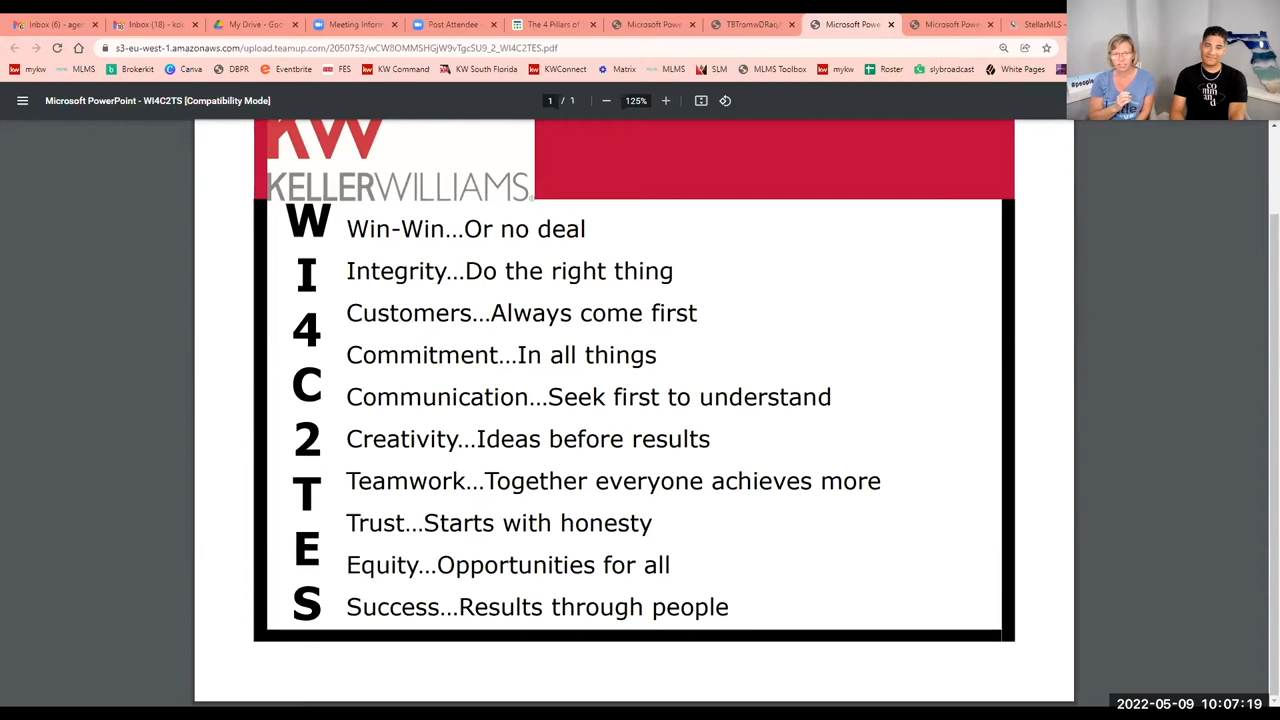 Inbox (6) - agen
Inbox (18) - koe
My Drive - Goo
Meeting Inform
Post Attendee
The 4 Pillars of
Microsoft Powe
TBTromwDRaq
Microsoft Powe
Microsoft Powe
StellarMLS
s3-eu-west-1.amazonaws.com/upload.teamup.com/2050753/wCW8OMMSHGjW9vTgcSU9_2_WI4C2TES.pdf
mykw MLMS Brokerkit Canva DBPR Eventbrite FES KW Command KW South Florida KWConnect Matrix MLMS SLM MLMS Toolbox mykw Roster slybroadcast White Pages
#people
command
Microsoft PowerPoint - WI4C2TS [Compatibility Mode]
1 / 1
125%
KW
KELLERWILLIAMS®
W
I
4
C
2
T
E
S
Win-Win...Or no deal
Integrity...Do the right thing
Customers...Always come first
Commitment...In all things
Communication...Seek first to understand
Creativity...Ideas before results
Teamwork...Together everyone achieves more
Trust...Starts with honesty
Equity...Opportunities for all
Success...Results through people
2022-05-09 10:07:19